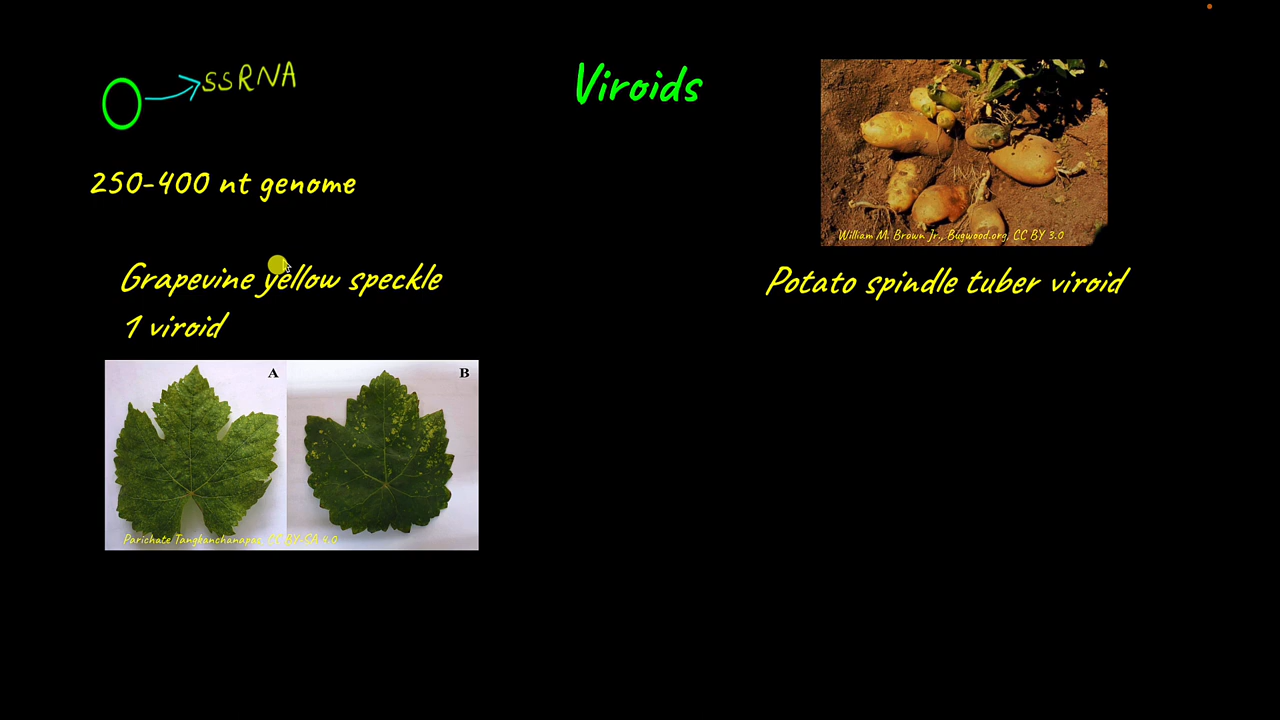 Viroids
ssRNA
250-400 nt genome
William M. Brown Jr., Bugwood.org, CC BY 3.0
Grapevine yellow speckle
1 viroid
Potato spindle tuber viroid
A
B
Parichate Tangkanchanapas, CC BY-SA 4.0